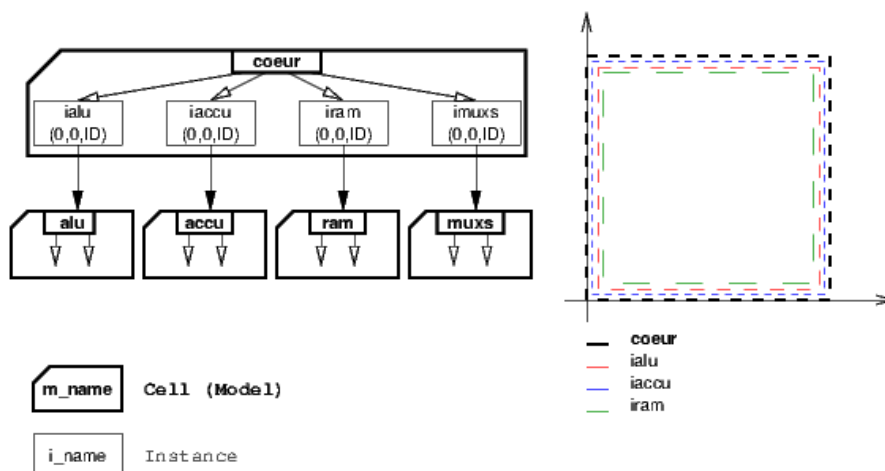 coeur
ialu
(0,0,ID)
iaccu
(0,0,ID)
iram
(0,0,ID)
imuxs
(0,0,ID)
alu
accu
ram
muxs
m_name
Cell (Model)
i_name
Instance
coeur
ialu
iaccu
iram